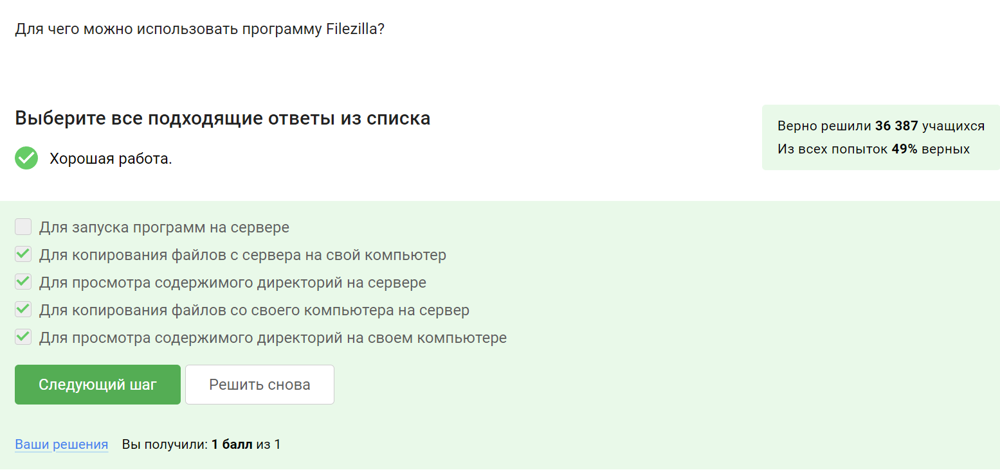 Для чего можно использовать программу Filezilla?
Выберите все подходящие ответы из списка
Верно решили 36 387 учащихся
Из всех попыток 49% верных
Хорошая работа.
Для запуска программ на сервере
Для копирования файлов с сервера на свой компьютер
Для просмотра содержимого директорий на сервере
Для копирования файлов со своего компьютера на сервер
Для просмотра содержимого директорий на своем компьютере
Следующий шаг
Решить снова
Ваши решения
Вы получили: 1 балл из 1